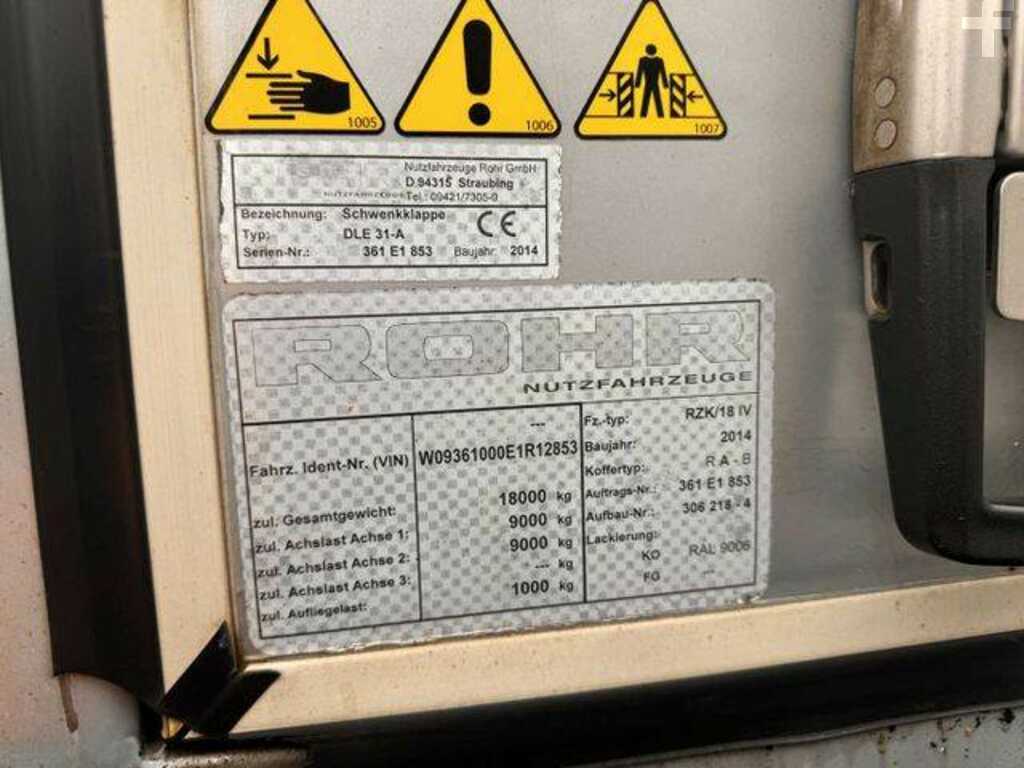 1005
1006
1007
Nutzfahrzeuge Rohr GmbH
D.94315 Straubing
NUTZFAHRZEUGE Tel.: 09421/7305-0
Bezeichnung: Schwenkklappe
Typ: DLE 31-A
CE
Serien-Nr.: 361 E1 853 Baujahr: 2014
ROHR
NUTZFAHRZEUGE
---
Fahrz. Ident-Nr. (VIN) W09361000E1R12853
zul. Gesamtgewicht: 18000 kg
zul. Achslast Achse 1: 9000 kg
zul. Achslast Achse 2: 9000 kg
zul. Achslast Achse 3: --- kg
zul. Aufliegelast: 1000 kg
Fz.-typ: RZK/18 IV
Baujahr: 2014
Koffertyp: R A - B
Auftrags-Nr.: 361 E1 853
Aufbau-Nr.: 306 218 - 4
Lackierung:
KO RAL 9006
FG ---
f